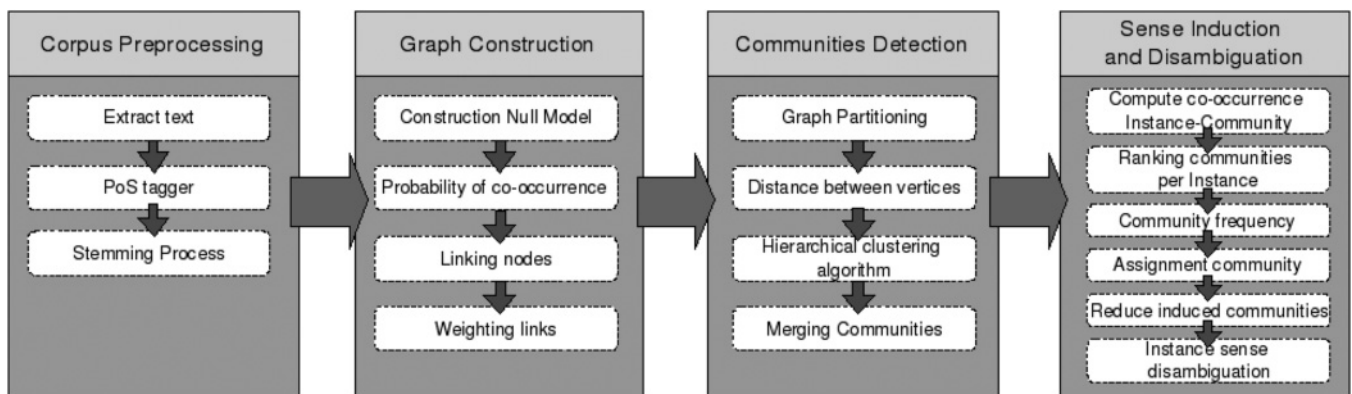 Corpus Preprocessing
Extract text
PoS tagger
Stemming Process
Graph Construction
Construction Null Model
Probability of co-occurrence
Linking nodes
Weighting links
Communities Detection
Graph Partitioning
Distance between vertices
Hierarchical clustering
algorithm
Merging Communities
Sense Induction
and Disambiguation
Compute co-occurrence
Instance-Community
Ranking communities
per Instance
Community frequency
Assignment community
Reduce induced communities
Instance sense
disambiguation